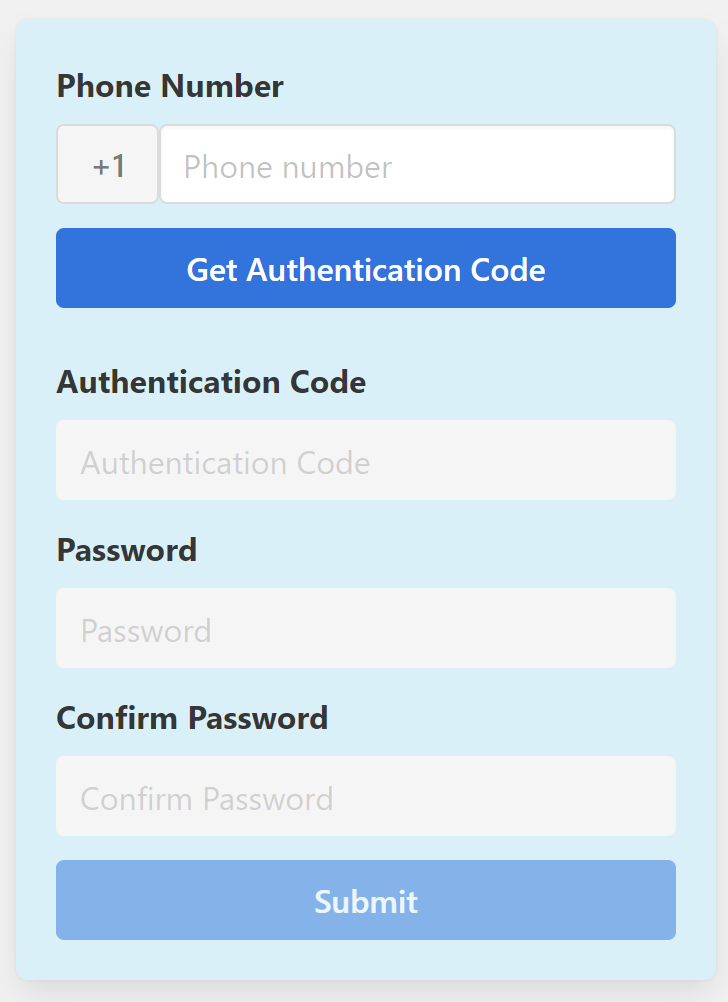 Phone Number
+1 Phone number
Get Authentication Code
Authentication Code
Authentication Code
Password
Password
Confirm Password
Confirm Password
Submit